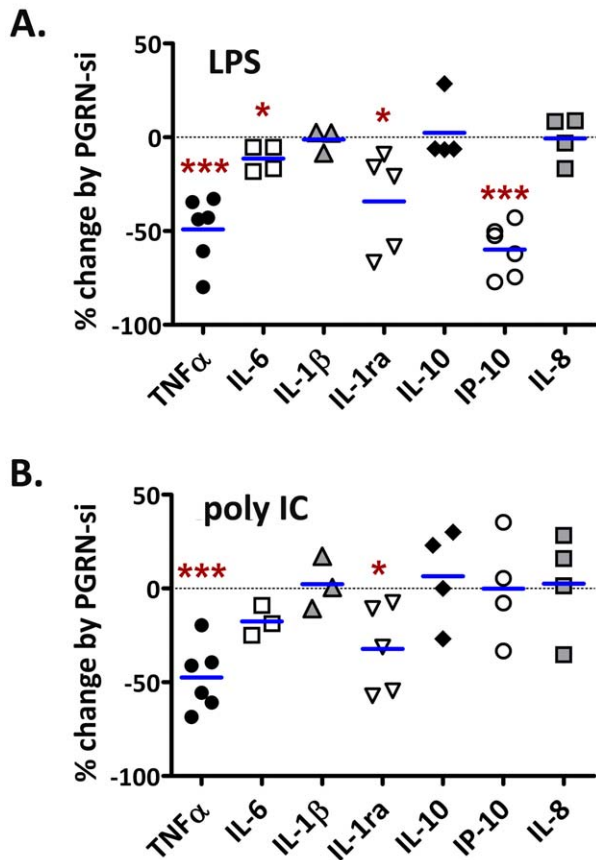 A.
LPS
% change by PGRN-si
50
0
-50
-100
*** * * ***
TNFα IL-6 IL-1β IL-1ra IL-10 IP-10 IL-8
B.
poly IC
% change by PGRN-si
50
0
-50
-100
*** *
TNFα IL-6 IL-1β IL-1ra IL-10 IP-10 IL-8